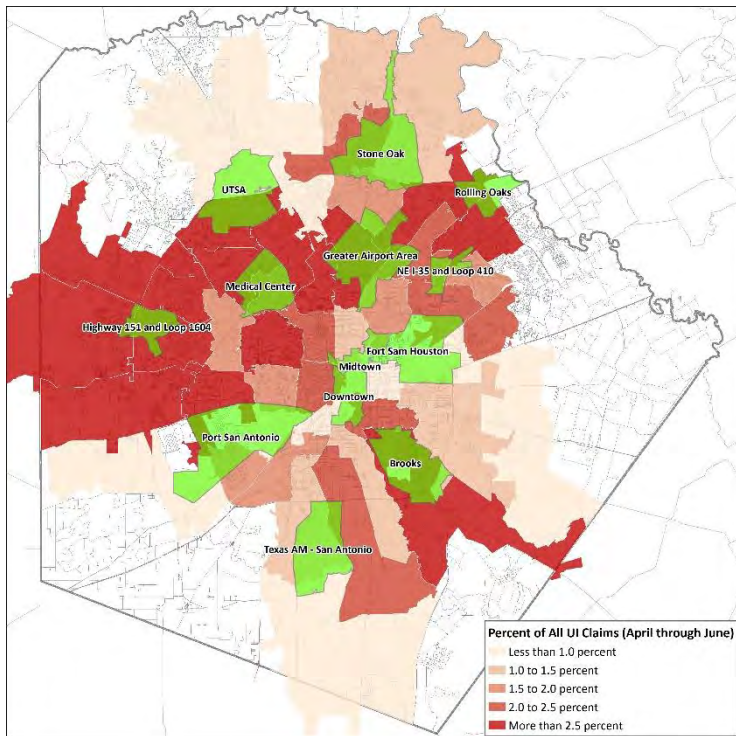 Stone Oak
UTSA
Rolling Oaks
Greater Airport Area
NE I-35 and Loop 410
Medical Center
Highway 151 and Loop 1604
Fort Sam Houston
Midtown
Downtown
Port San Antonio
Brooks
Texas AM - San Antonio
Percent of All UI Claims (April through June)
Less than 1.0 percent
1.0 to 1.5 percent
1.5 to 2.0 percent
2.0 to 2.5 percent
More than 2.5 percent